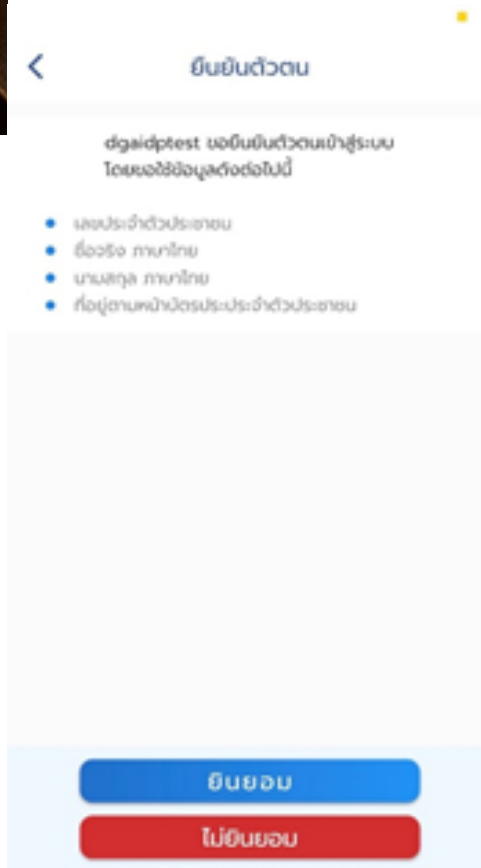 ยืนยันตัวตน
dgaidptest ขอยืนยันตัวตนเข้าสู่ระบบ
โดยขอใช้ข้อมูลดังต่อไปนี้
เลขประจำตัวประชาชน
ชื่อจริง ภาษาไทย
นามสกุล ภาษาไทย
ที่อยู่ตามหน้าบัตรประประจำตัวประชาชน
ยินยอม
ไม่ยินยอม